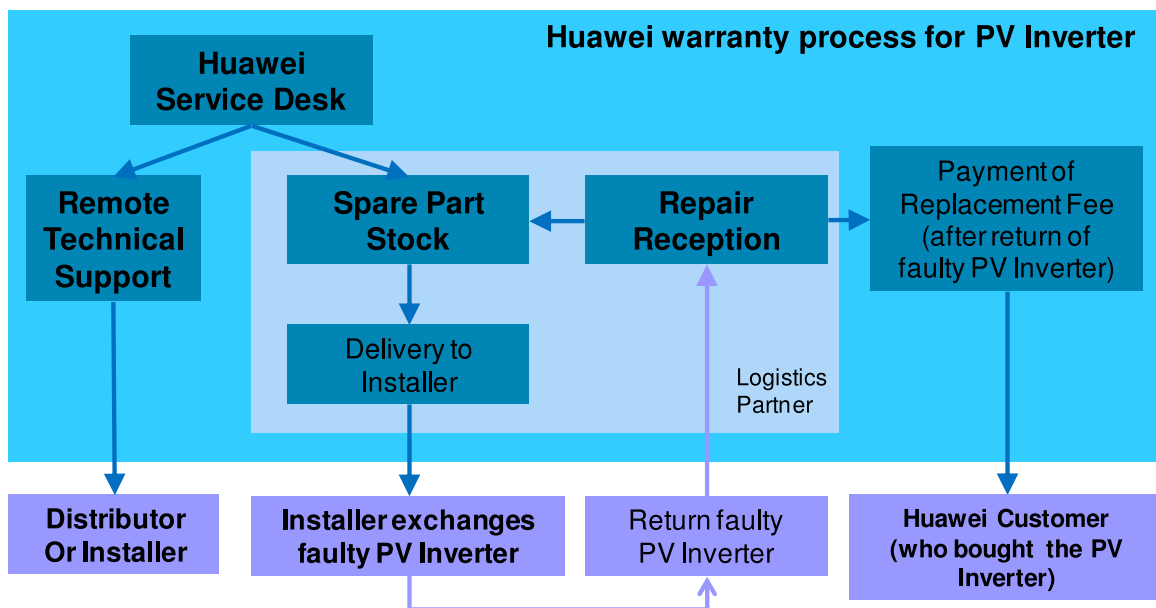 Huawei warranty process for PV Inverter
Huawei
Service Desk
Remote
Technical
Support
Spare Part
Stock
Repair
Reception
Payment of
Replacement Fee
(after return of
faulty PV Inverter)
Delivery to
Installer
Logistics
Partner
Distributor
Or Installer
Installer exchanges
faulty PV Inverter
Return faulty
PV Inverter
Huawei Customer
(who bought the PV
Inverter)